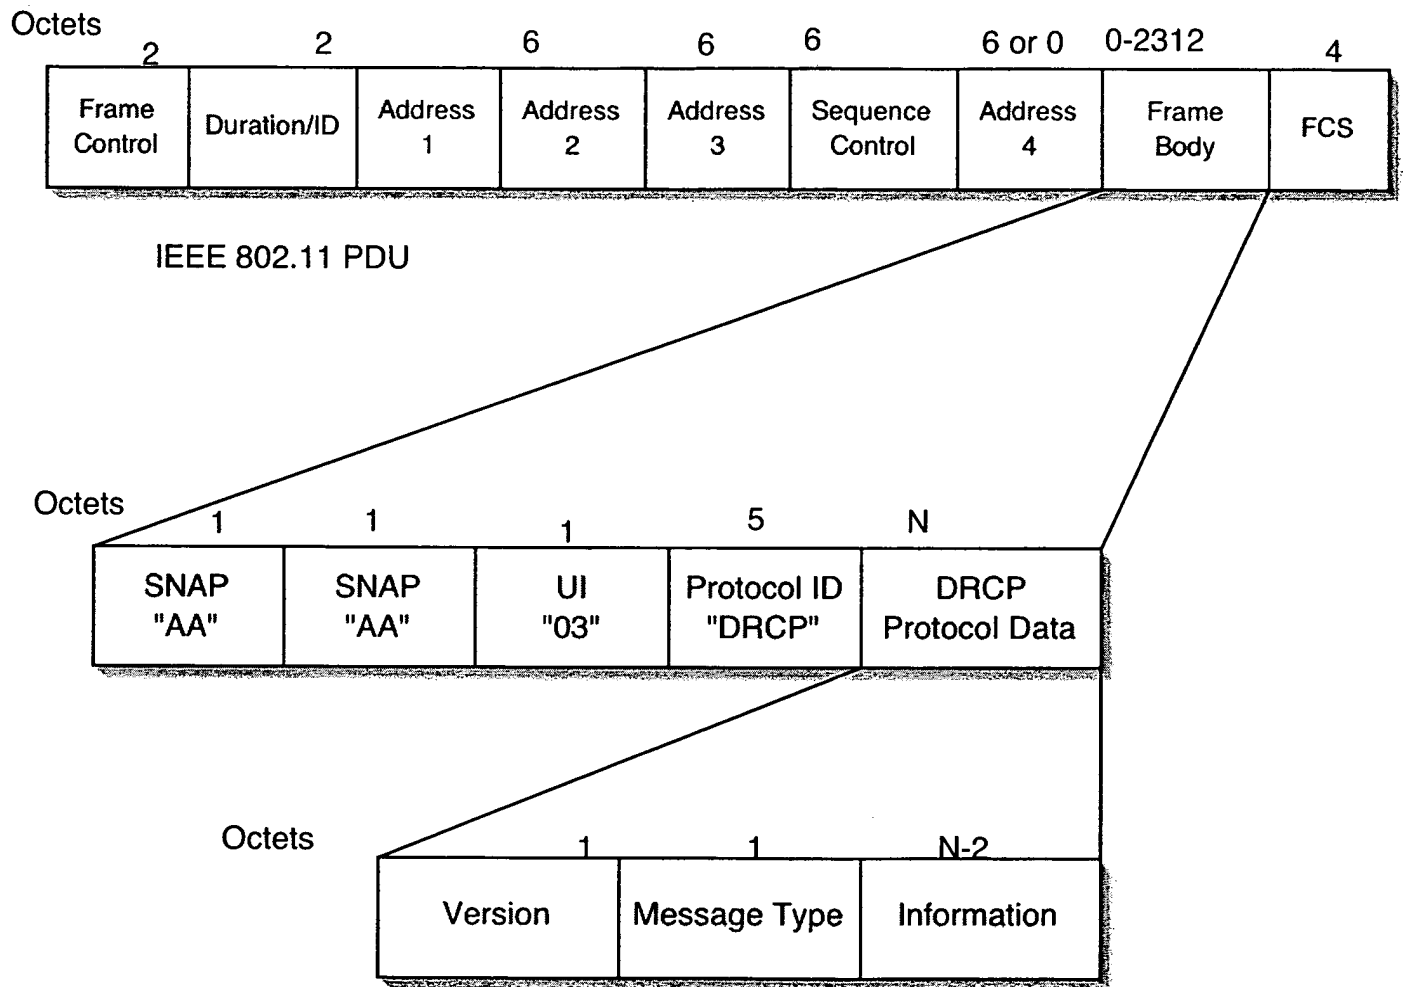 Octets
2 2 6 6 6 6 or 0 0-2312 4
Frame Control
Duration/ID
Address 1
Address 2
Address 3
Sequence Control
Address 4
Frame Body
FCS
IEEE 802.11 PDU
Octets
1 1 1 5 N
SNAP "AA"
SNAP "AA"
UI "03"
Protocol ID "DRCP"
DRCP Protocol Data
Octets
1 1 N-2
Version
Message Type
Information